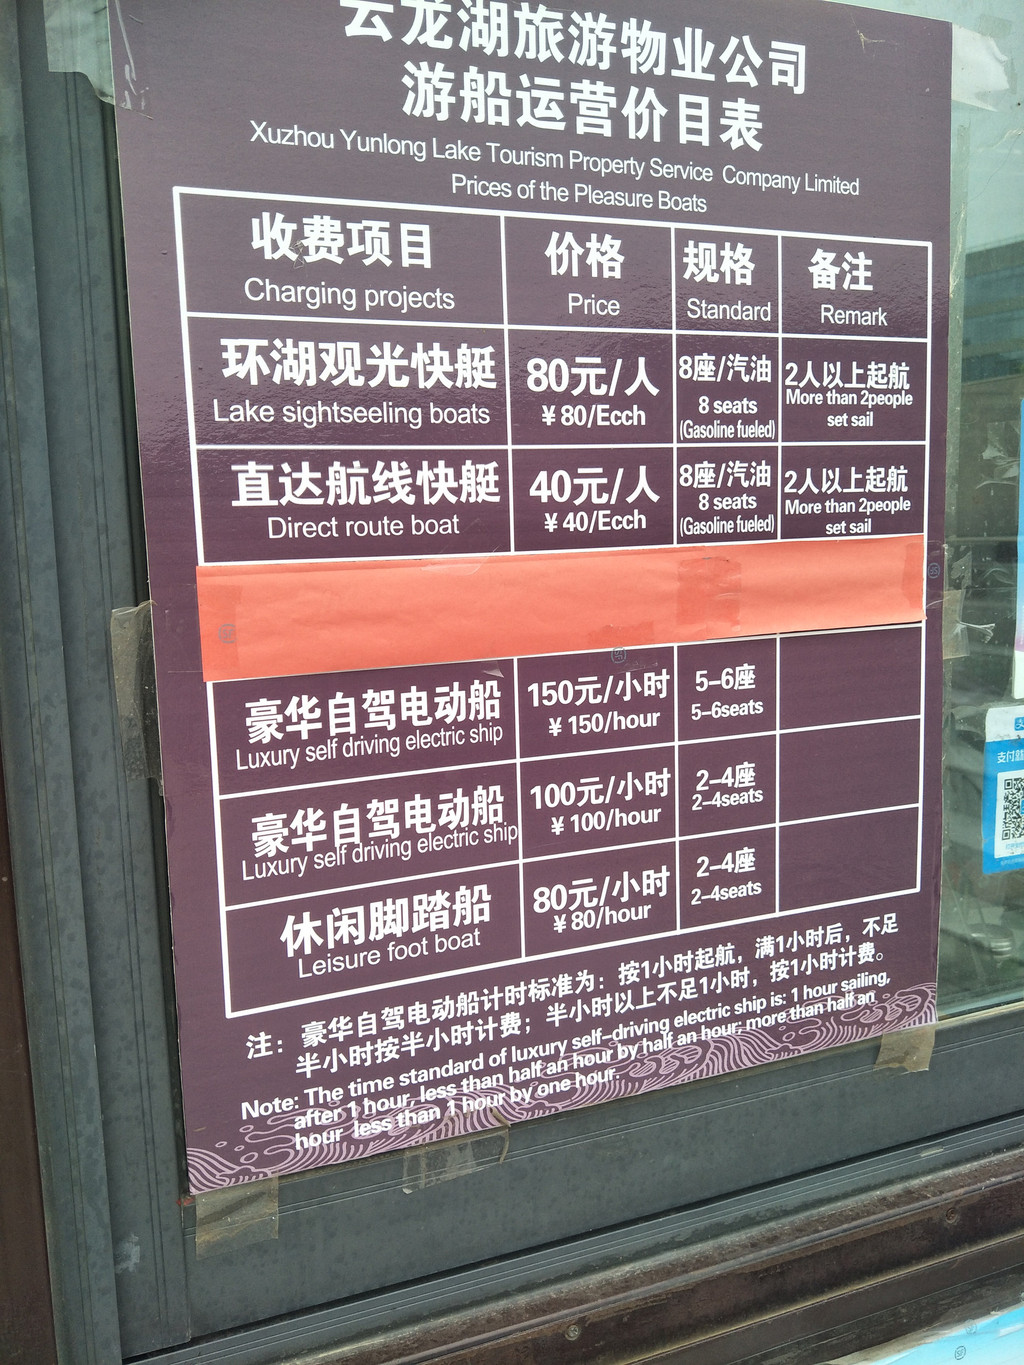 云龙湖旅游物业公司
游船运营价目表
Xuzhou Yunlong Lake Tourism Property Service Company Limited
Prices of the Pleasure Boats
收费项目 价格 规格 备注
Charging projects Price Standard Remark
环湖观光快艇 80元/人 8座/汽油 2人以上起航
Lake sightseeling boats ¥80/Ecch 8 seats More than 2people
(Gasoline fueled) set sail
直达航线快艇 40元/人 8座/汽油 2人以上起航
Direct route boat ¥40/Ecch 8 seats More than 2people
(Gasoline fueled) set sail
豪华自驾电动船 150元/小时 5-6座
Luxury self driving electric ship ¥150/hour 5-6seats
豪华自驾电动船 100元/小时 2-4座
Luxury self driving electric ship ¥100/hour 2-4seats
休闲脚踏船 80元/小时 2-4座
Leisure foot boat ¥80/hour 2-4seats
注：豪华自驾电动船计时标准为：按1小时起航，满1小时后，不足
半小时按半小时计费；半小时以上不足1小时，按1小时计费。
Note: The time standard of luxury self-driving electric ship is: 1 hour sailing,
after 1 hour, less than half an hour by half an hour; more than half an
hour less than 1 hour by one hour.